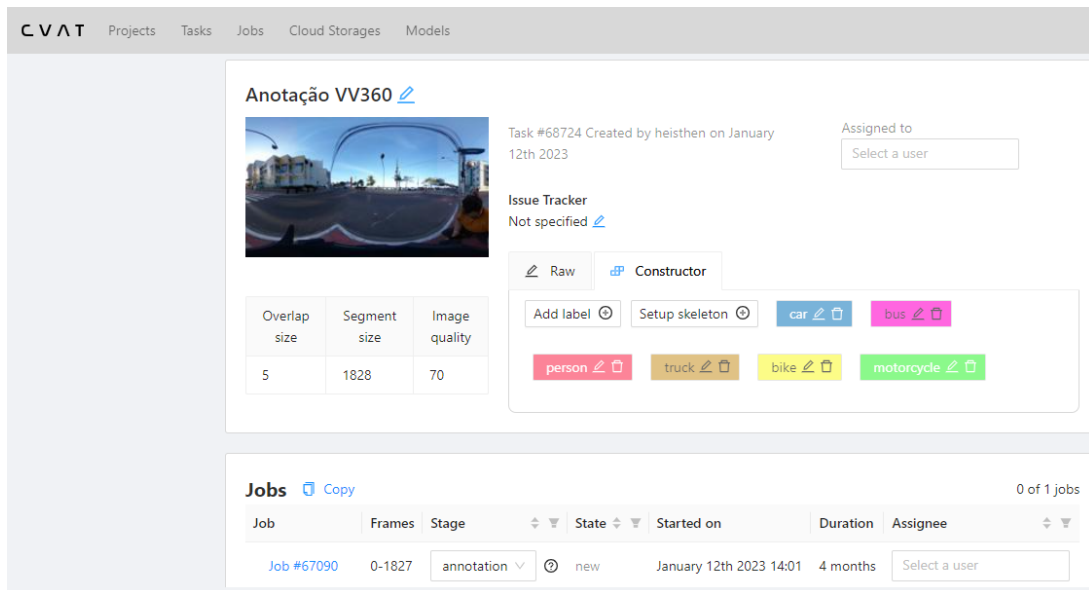 CVAT Projects Tasks Jobs Cloud Storages Models
Anotação VV360
Task #68724 Created by heisthen on January
12th 2023
Assigned to
Select a user
Issue Tracker
Not specified
Raw Constructor
Add label Setup skeleton car bus
person truck bike motorcycle
Overlap size Segment size Image quality
5 1828 70
Jobs Copy 0 of 1 jobs
Job Frames Stage State Started on Duration Assignee
Job #67090 0-1827 annotation new January 12th 2023 14:01 4 months Select a user